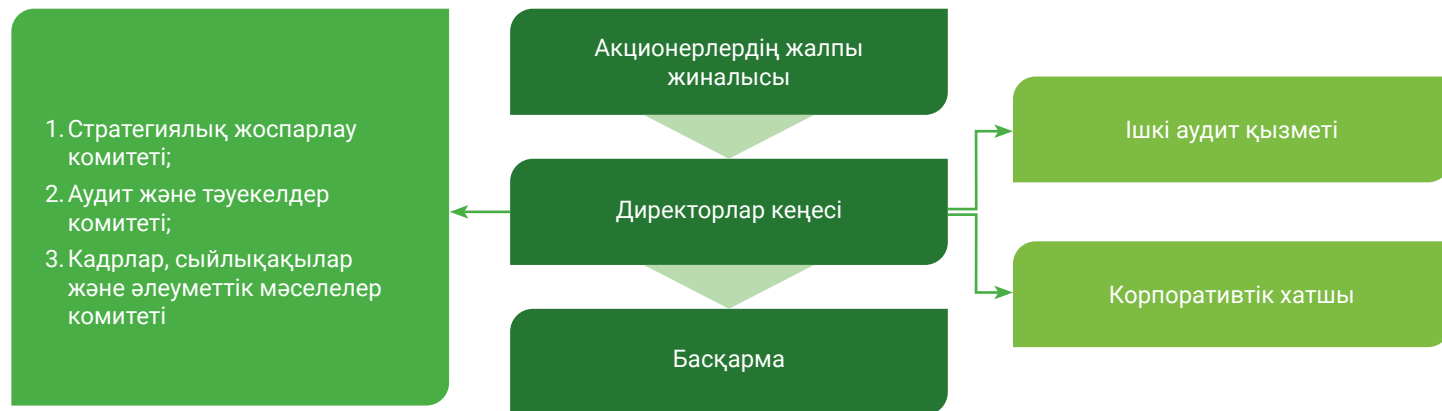 1. Стратегиялық жоспарлау
комитеті;
2. Аудит және тәуекелдер
комитеті;
3. Кадрлар, сыйлықақылар
және әлеуметтік мәселелер
комитеті
Акционерлердің жалпы
жиналысы
Директорлар кеңесі
Басқарма
Ішкі аудит қызметі
Корпоративтік хатшы